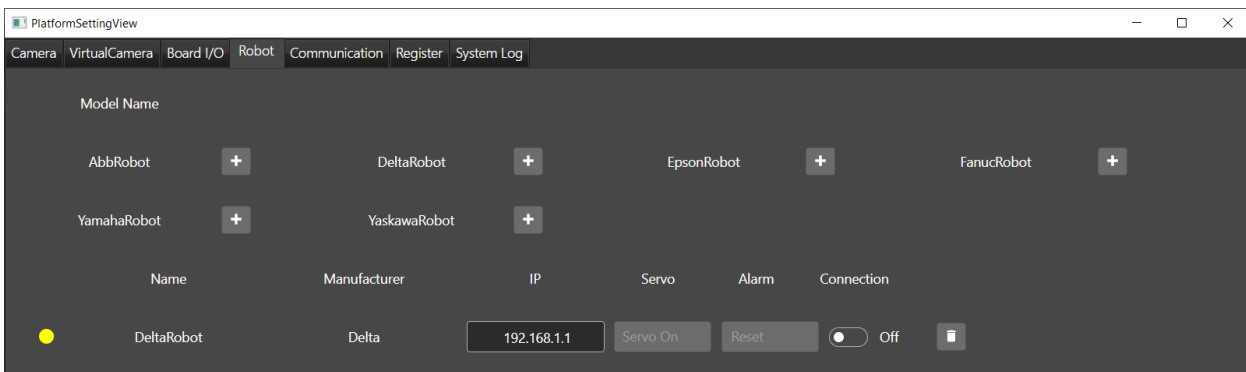 PlatformSettingView
Camera VirtualCamera Board I/O Robot Communication Register System Log
Model Name
AbbRobot + DeltaRobot + EpsonRobot + FanucRobot +
YamahaRobot + YaskawaRobot +
Name Manufacturer IP Servo Alarm Connection
DeltaRobot Delta 192.168.1.1 Servo On Reset Off